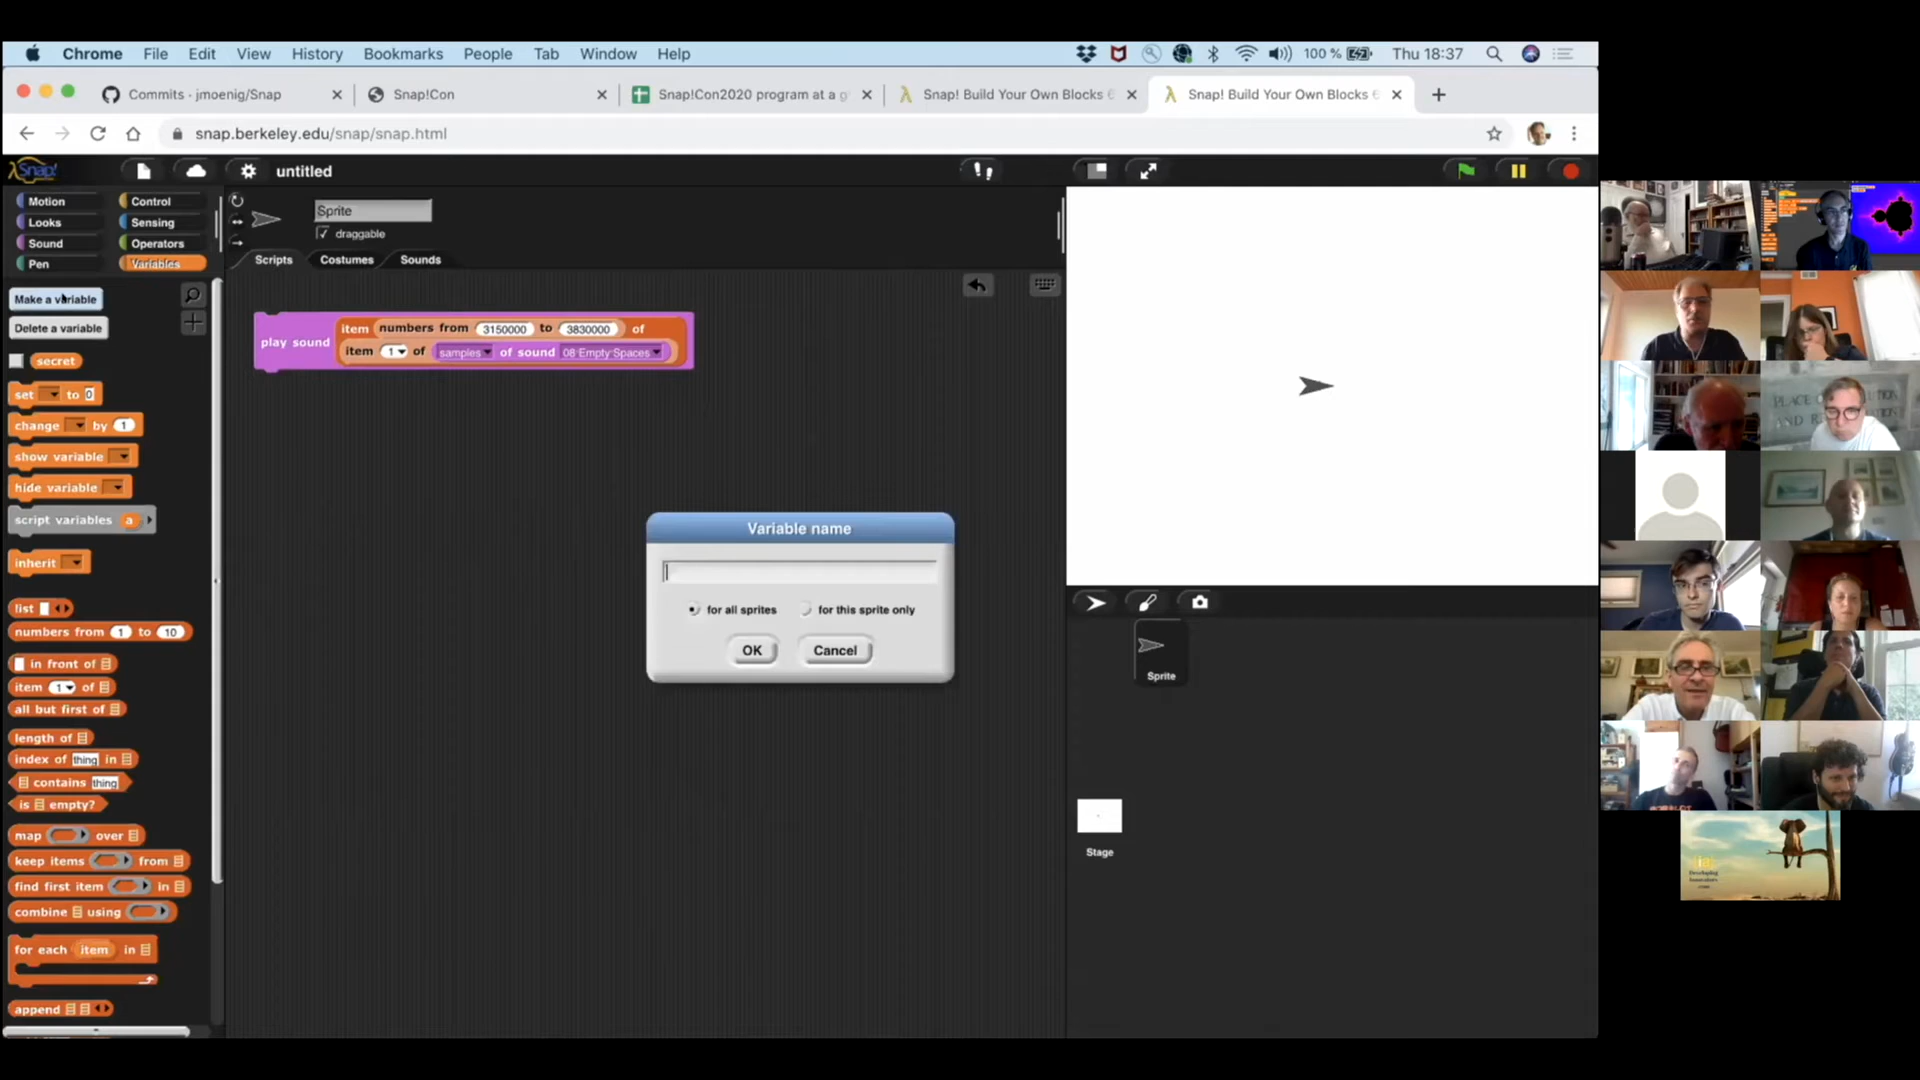 Chrome File Edit View History Bookmarks People Tab Window Help 100 % Thu 18:37
Commits · jmoenig/Snap Snap!Con Snap!Con2020 program at a g Snap! Build Your Own Blocks 6 Snap! Build Your Own Blocks 6
snap.berkeley.edu/snap/snap.html
Snap! untitled
Motion Control
Looks Sensing
Sound Operators
Pen Variables
Sprite
draggable
Scripts Costumes Sounds
Make a variable
Delete a variable
secret
set to 0
change by 1
show variable
hide variable
script variables a
inherit
list
numbers from 1 to 10
in front of
item 1 of
all but first of
length of
index of thing in
contains thing
is empty?
map over
keep items from
find first item in
combine using
for each item in
append
play sound item numbers from 3150000 to 3830000 of
item 1 of samples of sound 08 Empty Spaces
Variable name
for all sprites for this sprite only
OK Cancel
Sprite
Stage